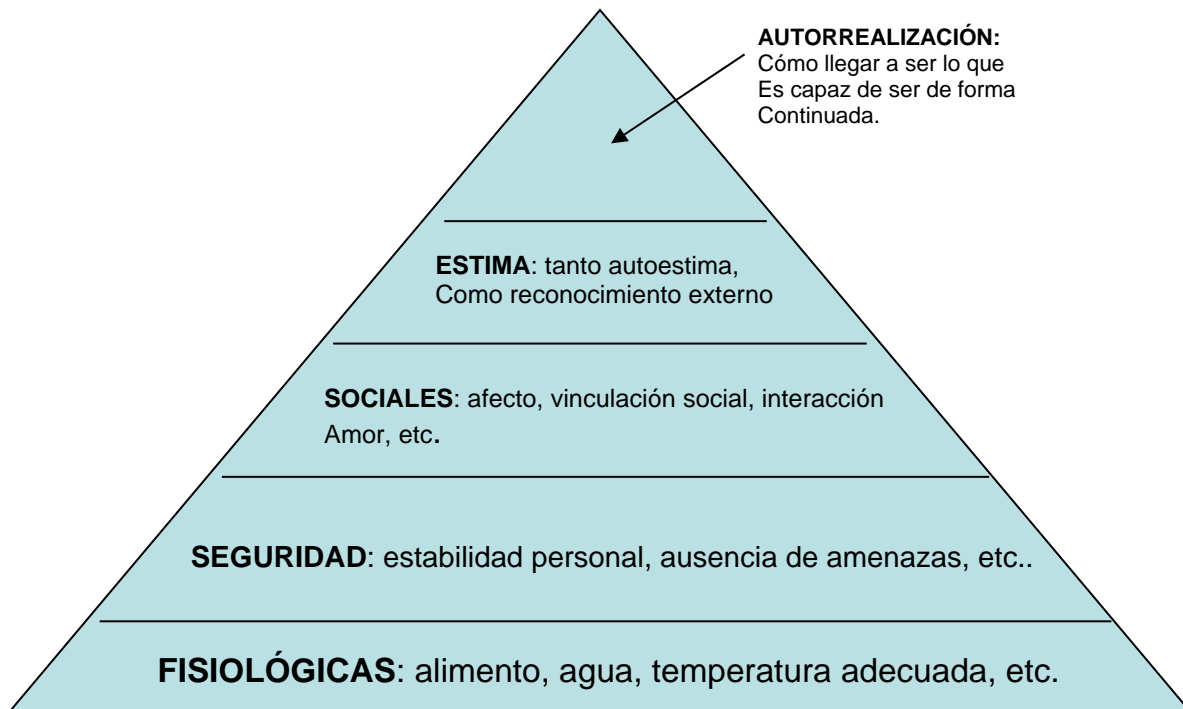 AUTORREALIZACIÓN:
Cómo llegar a ser lo que
Es capaz de ser de forma
Continuada.
ESTIMA: tanto autoestima,
Como reconocimiento externo
SOCIALES: afecto, vinculación social, interacción
Amor, etc.
SEGURIDAD: estabilidad personal, ausencia de amenazas, etc..
FISIOLÓGICAS: alimento, agua, temperatura adecuada, etc.